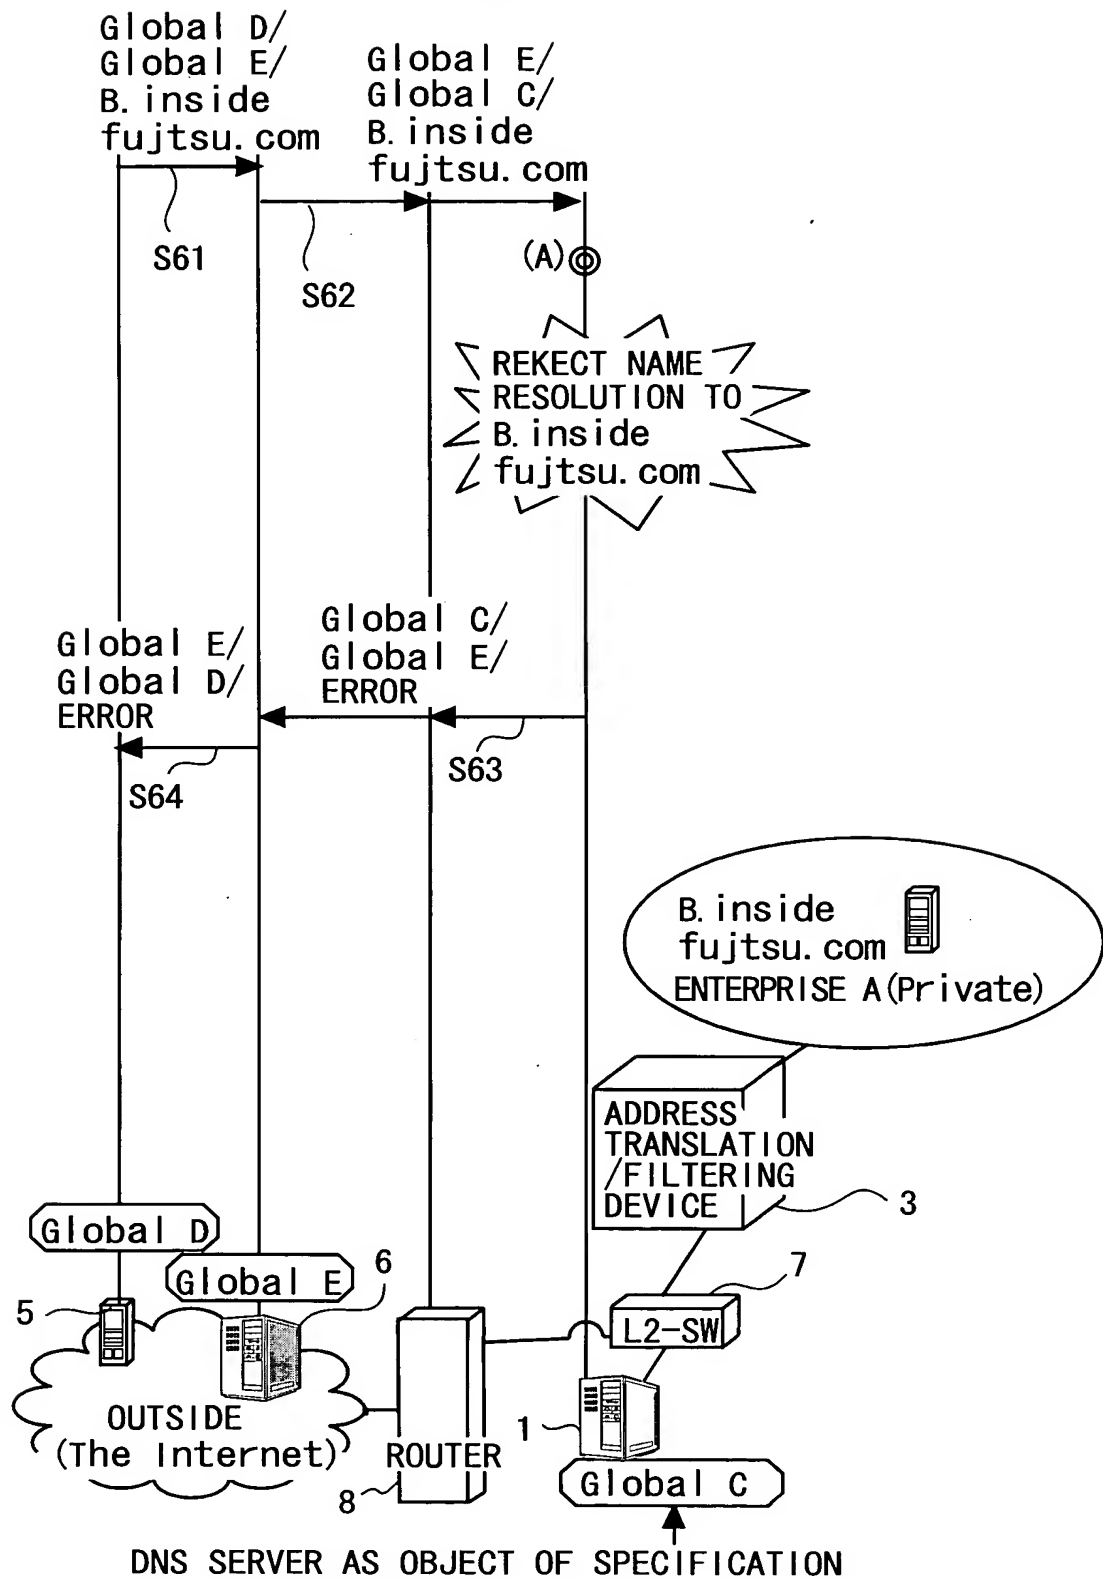 Global D/
Global E/
B. inside
fujtsu.com
Global E/
Global C/
B. inside
fujtsu.com
S61
S62
(A)
REKECT NAME
RESOLUTION TO
B. inside
fujtsu.com
Global C/
Global E/
ERROR
Global E/
Global D/
ERROR
S63
S64
B. inside
fujtsu.com
ENTERPRISE A(Private)
ADDRESS
TRANSLATION
/FILTERING
DEVICE
3
Global D
Global E
6
7
5
L2-SW
OUTSIDE
(The Internet)
ROUTER
1
8
Global C
DNS SERVER AS OBJECT OF SPECIFICATION